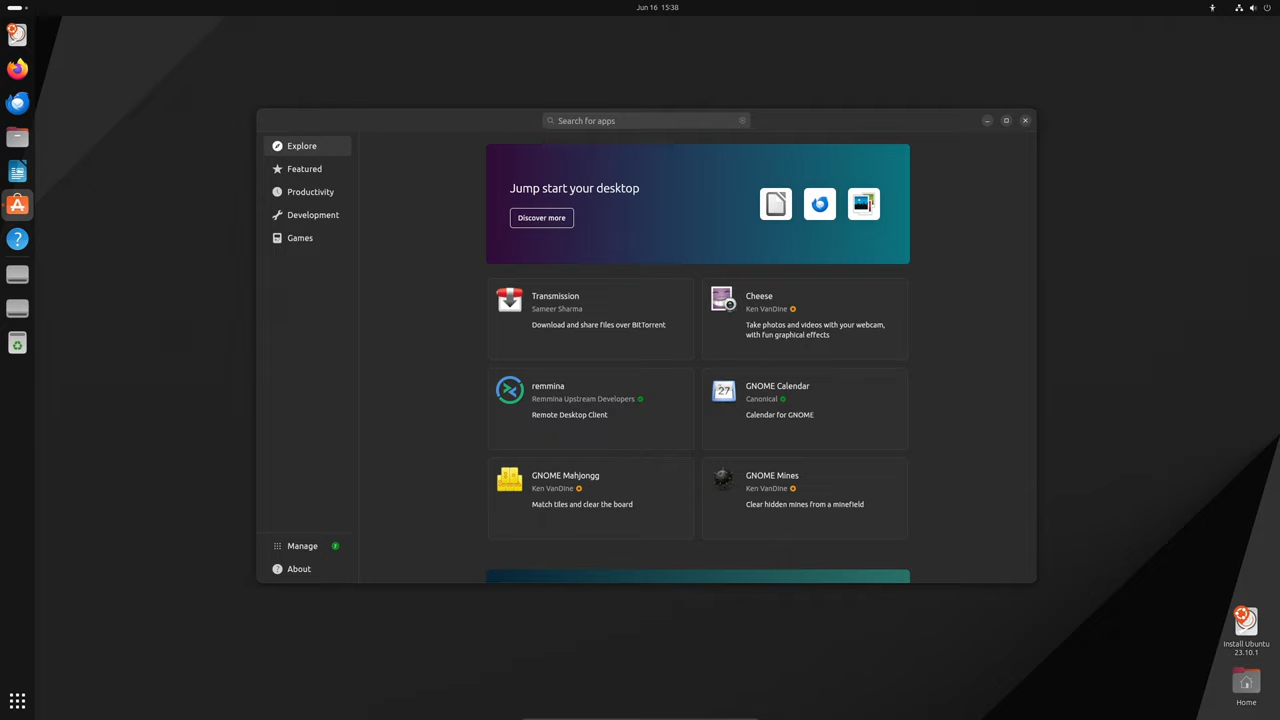 Jun 16 15:38
Search for apps
Explore
Featured
Productivity
Development
Games
Manage
About
Jump start your desktop
Discover more
Transmission
Sameer Sharma
Download and share files over BitTorrent
Cheese
Ken VanDine
Take photos and videos with your webcam,
with fun graphical effects
remmina
Remmina Upstream Developers
Remote Desktop Client
GNOME Calendar
27
Canonical
Calendar for GNOME
GNOME Mahjongg
Ken VanDine
Match tiles and clear the board
GNOME Mines
Ken VanDine
Clear hidden mines from a minefield
Install Ubuntu
23.10.1
Home